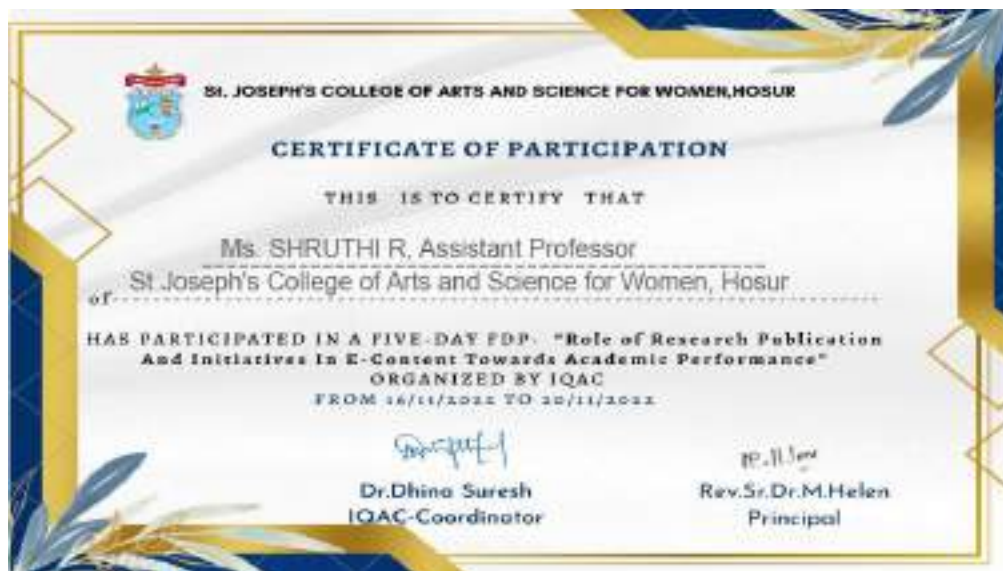 St. JOSEPH'S COLLEGE OF ARTS AND SCIENCE FOR WOMEN,HOSUR
CERTIFICATE OF PARTICIPATION
THIS IS TO CERTIFY THAT
Ms. SHRUTHI R, Assistant Professor
of St Joseph's College of Arts and Science for Women, Hosur
HAS PARTICIPATED IN A FIVE-DAY FDP- "Role of Research Publication
And Initiatives In E-Content Towards Academic Performance"
ORGANIZED BY IQAC
FROM 16/11/2022 TO 20/11/2022
Dr.Dhina Suresh
IQAC-Coordinator
Rev.Sr.Dr.M.Helen
Principal